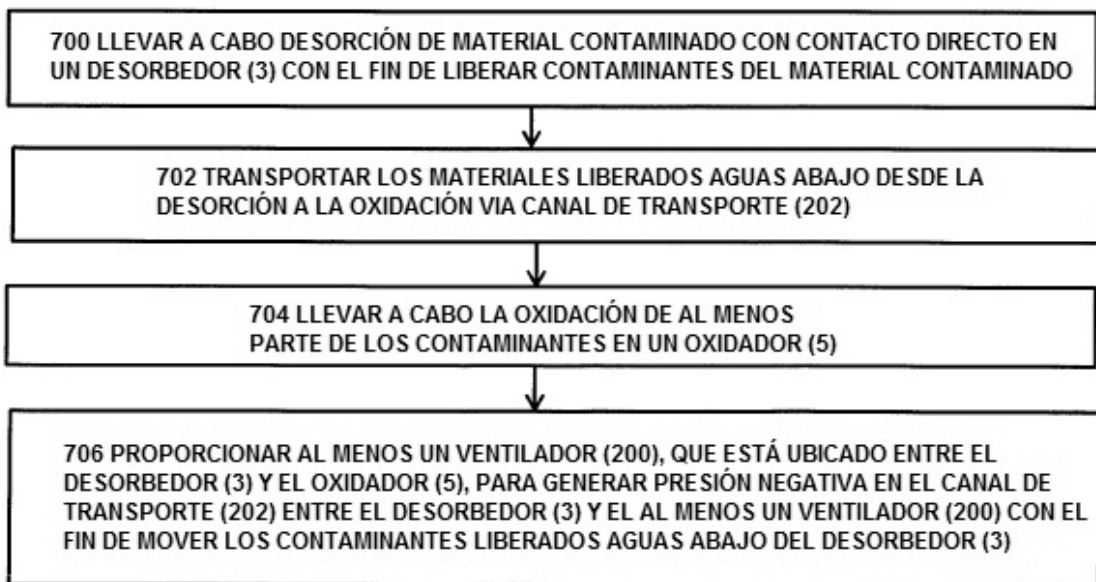 700 LLEVAR A CABO DESORCIÓN DE MATERIAL CONTAMINADO CON CONTACTO DIRECTO EN
UN DESORBEDOR (3) CON EL FIN DE LIBERAR CONTAMINANTES DEL MATERIAL CONTAMINADO
702 TRANSPORTAR LOS MATERIALES LIBERADOS AGUAS ABAJO DESDE LA
DESORCIÓN A LA OXIDACIÓN VIA CANAL DE TRANSPORTE (202)
704 LLEVAR A CABO LA OXIDACIÓN DE AL MENOS
PARTE DE LOS CONTAMINANTES EN UN OXIDADOR (5)
706 PROPORCIONAR AL MENOS UN VENTILADOR (200), QUE ESTÁ UBICADO ENTRE EL
DESORBEDOR (3) Y EL OXIDADOR (5), PARA GENERAR PRESIÓN NEGATIVA EN EL CANAL DE
TRANSPORTE (202) ENTRE EL DESORBEDOR (3) Y EL AL MENOS UN VENTILADOR (200) CON EL
FIN DE MOVER LOS CONTAMINANTES LIBERADOS AGUAS ABAJO DEL DESORBEDOR (3)